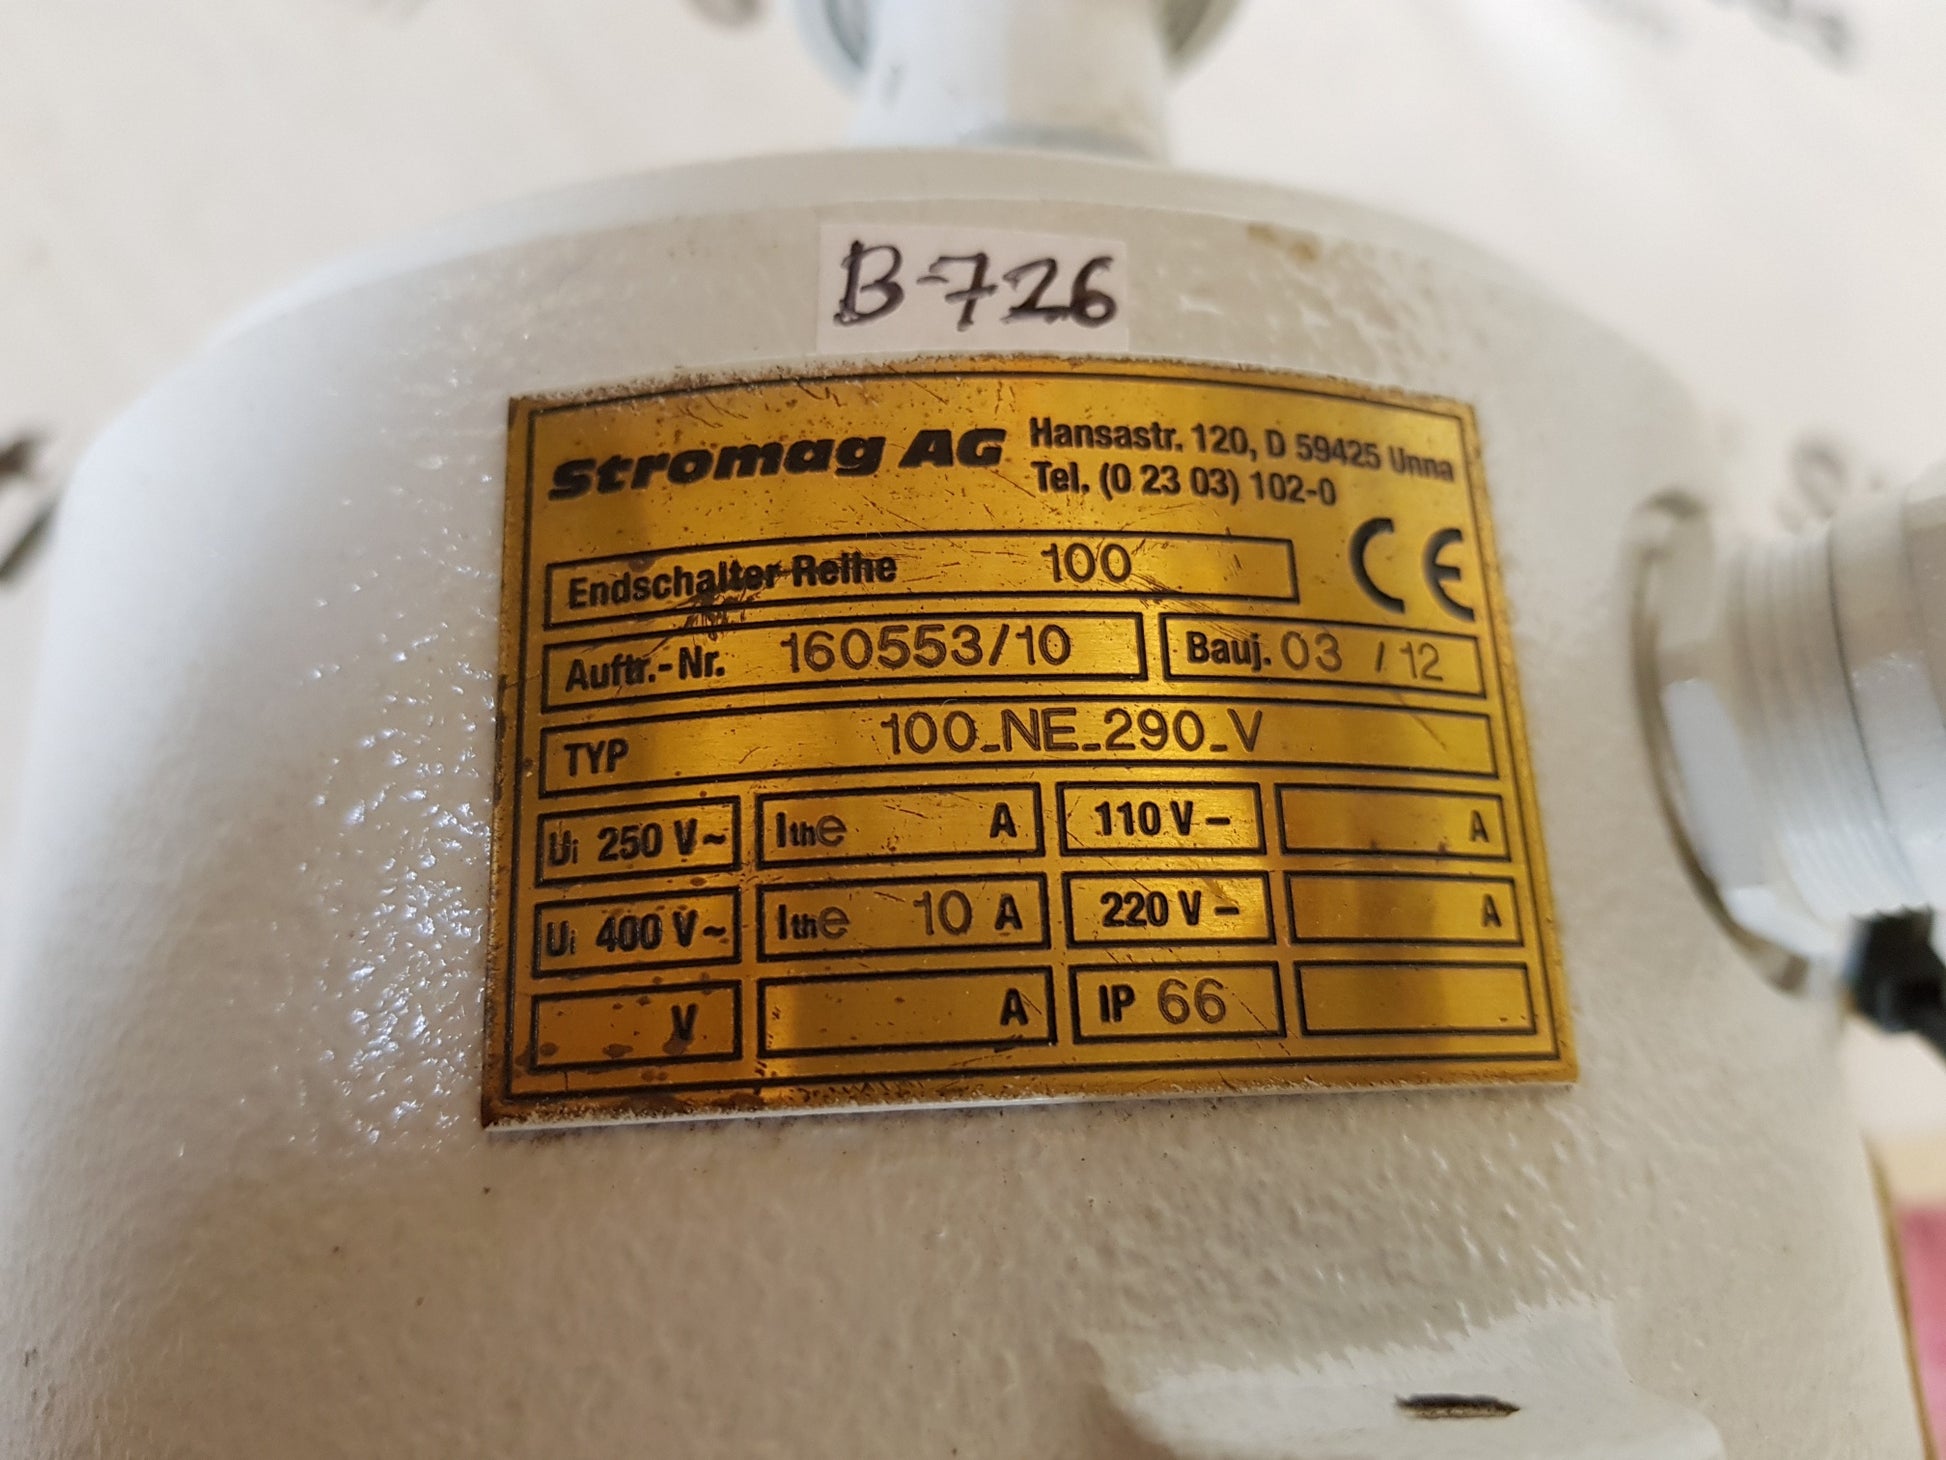 B-726
Stromag AG Hansastr. 120, D 59425 Unna
Tel. (0 23 03) 102-0
Endschalter-Reihe 100 CE
Auftr.-Nr. 160553/10 Bauj. 03 / 12
TYP 100_NE_290_V
Ui 250 V~ Ithe A 110 V – A
Ui 400 V~ Ithe 10 A 220 V – A
V A IP 66